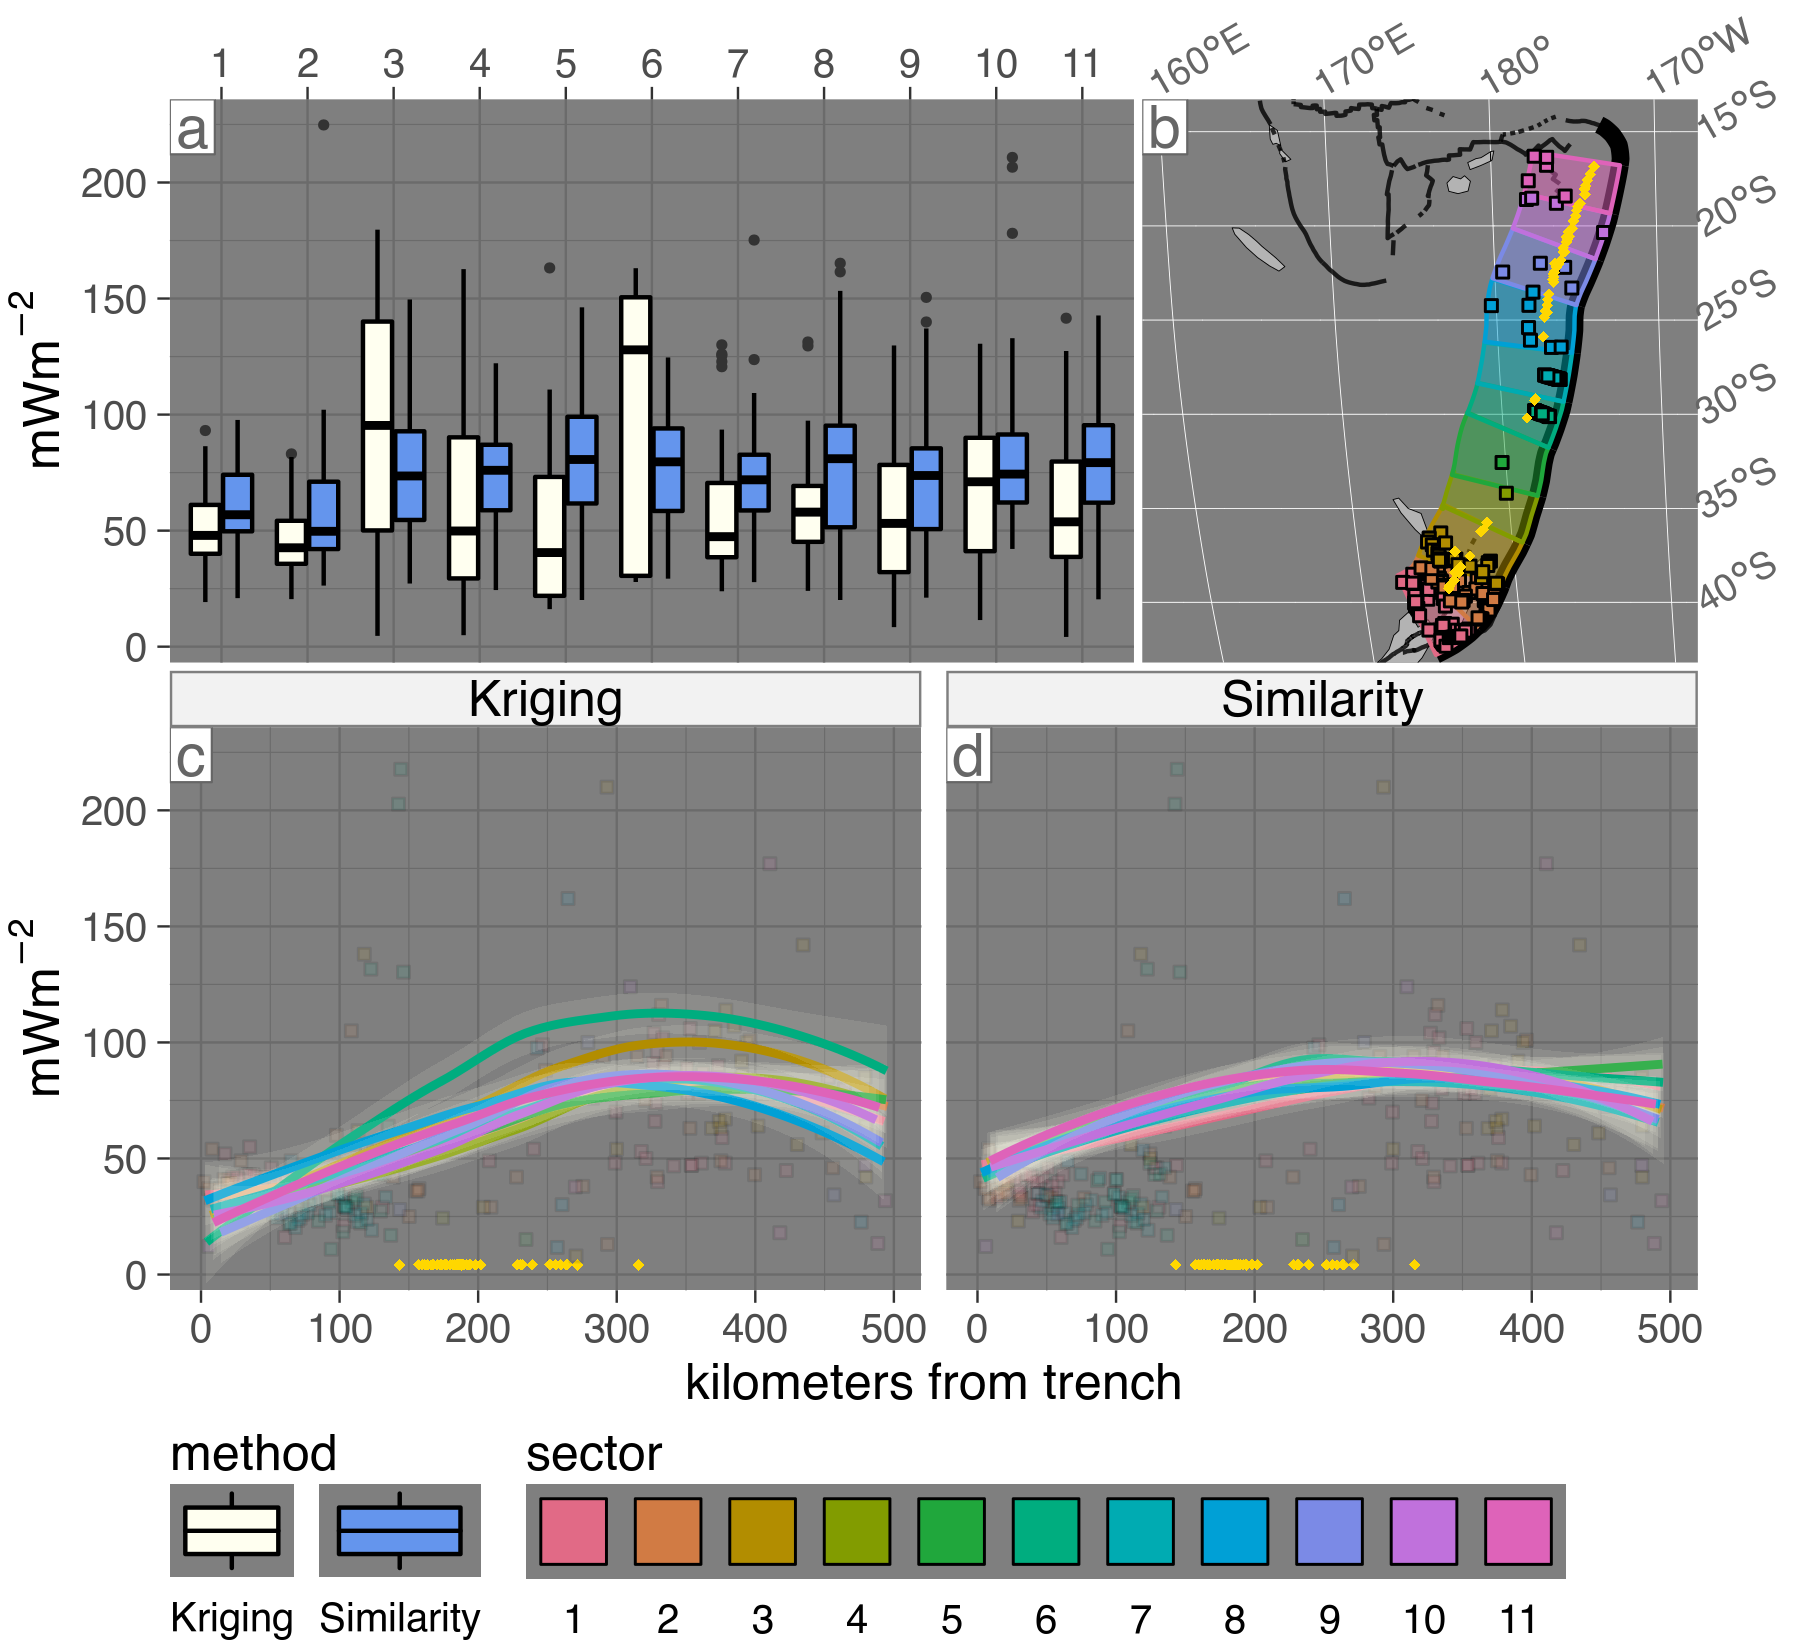 1 2 3 4 5 6 7 8 9 10 11
160°E 170°E 180° 170°W
a
b
200
150
100
50
0
mWm−2
15°S
20°S
25°S
30°S
35°S
40°S
Kriging
Similarity
c
d
200
150
100
50
0
mWm−2
0 100 200 300 400 500
0 100 200 300 400 500
kilometers from trench
method
Kriging Similarity
sector
1 2 3 4 5 6 7 8 9 10 11